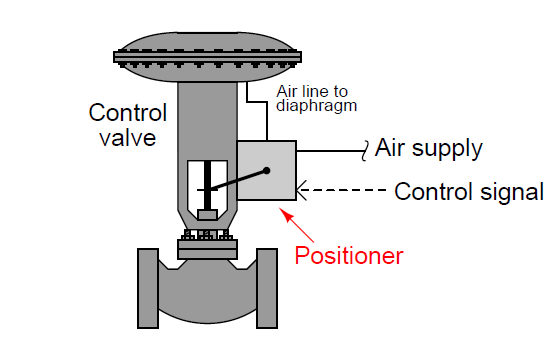 Air line to
diaphragm
Control
valve
Air supply
Control signal
Positioner